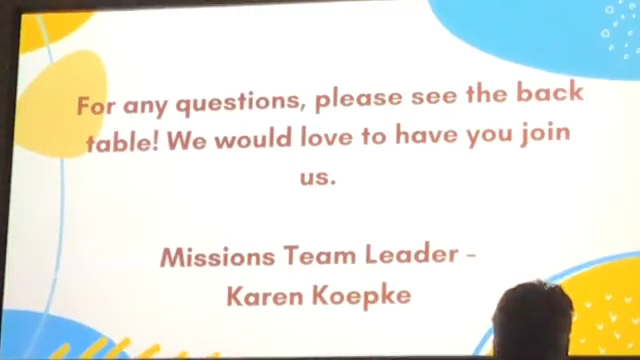 For any questions, please see the back
table! We would love to have you join
us.
Missions Team Leader -
Karen Koepke